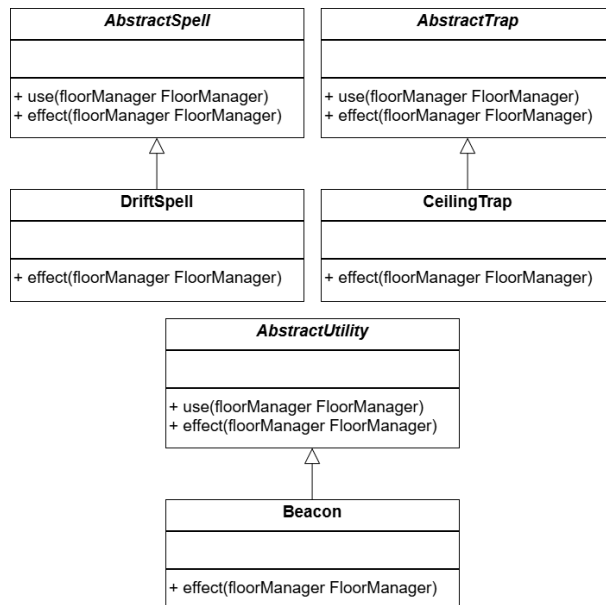 AbstractSpell
+ use(floorManager FloorManager)
+ effect(floorManager FloorManager)
DriftSpell
+ effect(floorManager FloorManager)
AbstractTrap
+ use(floorManager FloorManager)
+ effect(floorManager FloorManager)
CeilingTrap
+ effect(floorManager FloorManager)
AbstractUtility
+ use(floorManager FloorManager)
+ effect(floorManager FloorManager)
Beacon
+ effect(floorManager FloorManager)